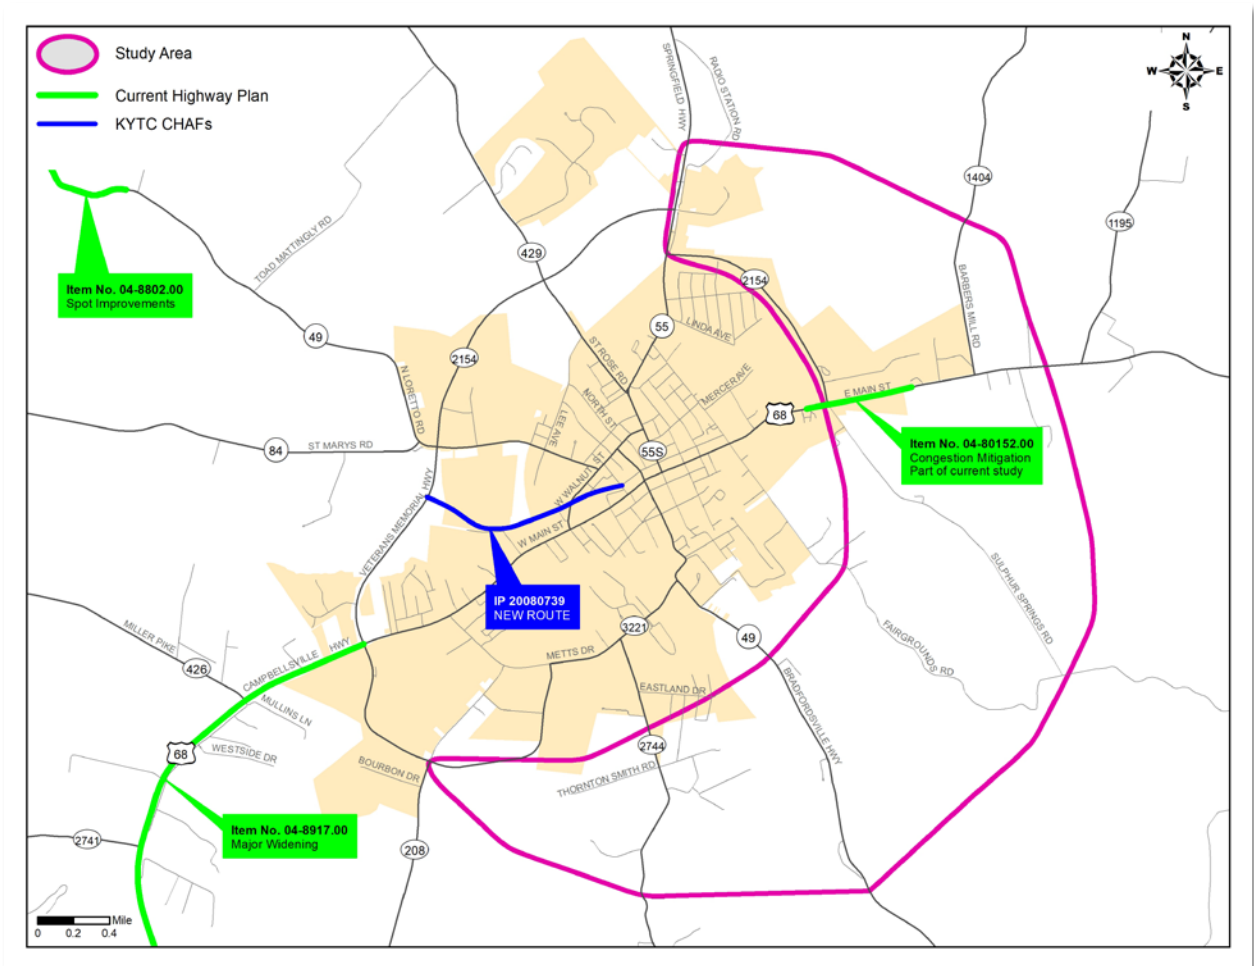 Study Area
Current Highway Plan
KYTC CHAFs
N
W E
S
SPRINGFIELD HWY
RADIO STATION RD
1404
1195
TOAD MATTINGLY RD
429
Item No. 04-8802.00
Spot Improvements
2154
BARBERS MILL RD
49
55
LINDA AVE
2154
ST ROSE RD
N LORETTO RD
MERCER AVE
E MAIN ST
NORTH ST
LEE AVE
68
84
ST MARYS RD
55S
Item No. 04-80152.00
Congestion Mitigation
Part of current study
W WALNUT ST
VETERANS MEMORIAL HWY
W MAIN ST
IP 20080739
NEW ROUTE
SULPHUR SPRINGS RD
MILLER PIKE
3221
49
FAIRGROUNDS RD
426
CAMPBELLSVILLE HWY
METTS DR
EASTLAND DR
BRADFORDSVILLE HWY
MULLINS LN
68
WESTSIDE DR
2744
BOURBON DR
THORNTON SMITH RD
Item No. 04-8917.00
Major Widening
2741
208
Mile
0 0.2 0.4